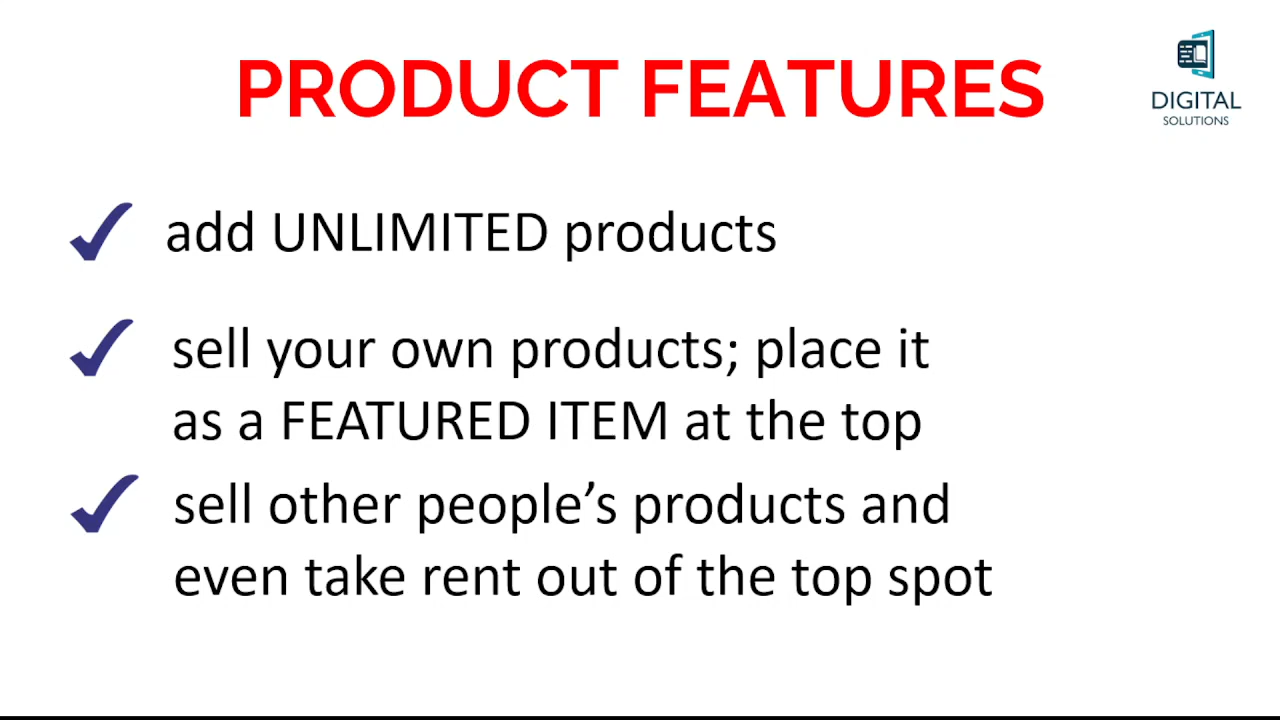 PRODUCT FEATURES
DIGITAL
SOLUTIONS
add UNLIMITED products
sell your own products; place it
as a FEATURED ITEM at the top
sell other people’s products and
even take rent out of the top spot